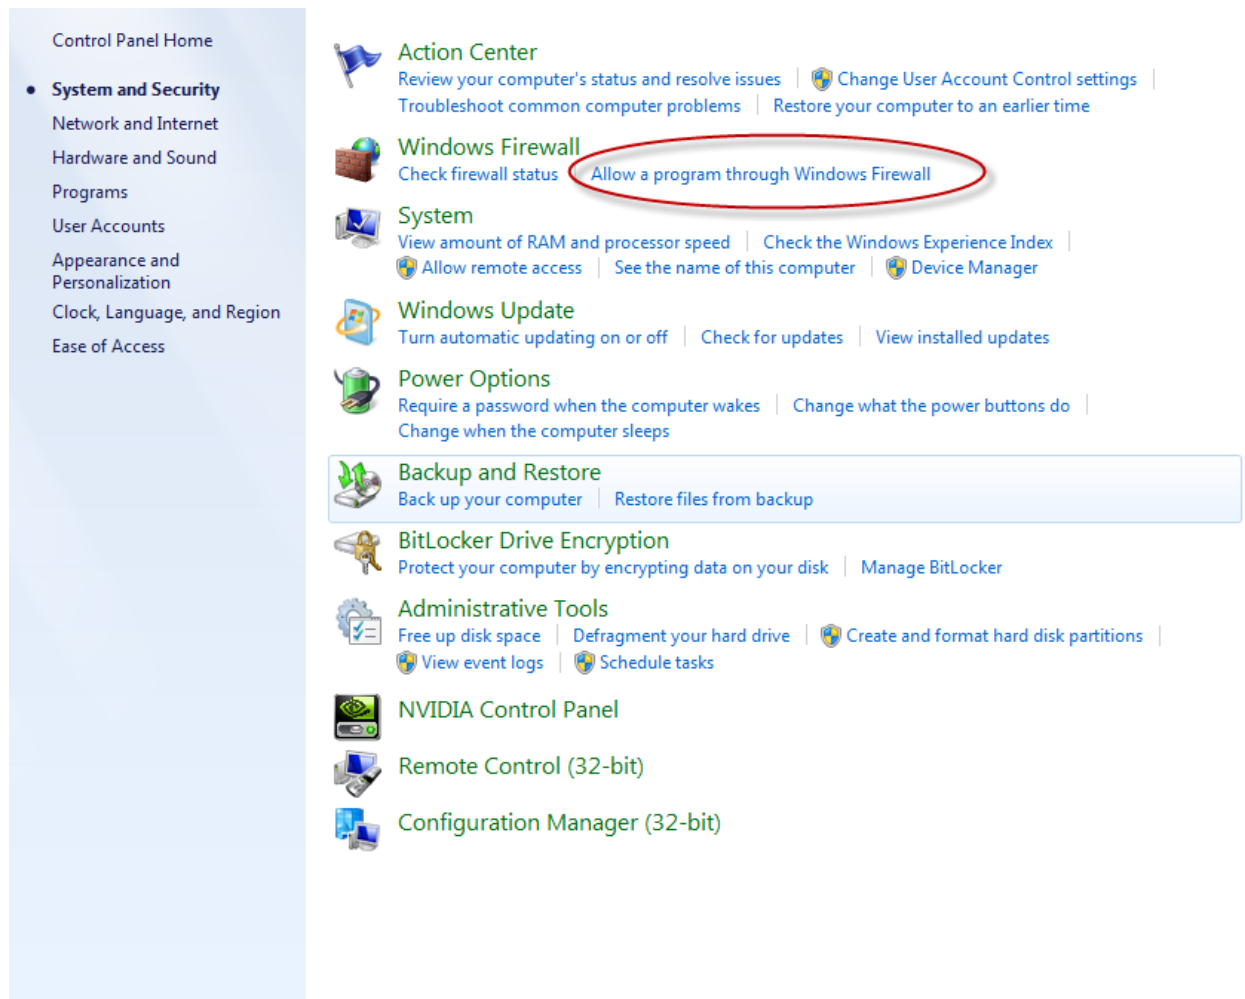 Control Panel Home
System and Security
Network and Internet
Hardware and Sound
Programs
User Accounts
Appearance and
Personalization
Clock, Language, and Region
Ease of Access
Action Center
Review your computer's status and resolve issues
Change User Account Control settings
Troubleshoot common computer problems
Restore your computer to an earlier time
Windows Firewall
Check firewall status
Allow a program through Windows Firewall
System
View amount of RAM and processor speed
Check the Windows Experience Index
Allow remote access
See the name of this computer
Device Manager
Windows Update
Turn automatic updating on or off
Check for updates
View installed updates
Power Options
Require a password when the computer wakes
Change what the power buttons do
Change when the computer sleeps
Backup and Restore
Back up your computer
Restore files from backup
BitLocker Drive Encryption
Protect your computer by encrypting data on your disk
Manage BitLocker
Administrative Tools
Free up disk space
Defragment your hard drive
Create and format hard disk partitions
View event logs
Schedule tasks
NVIDIA Control Panel
Remote Control (32-bit)
Configuration Manager (32-bit)